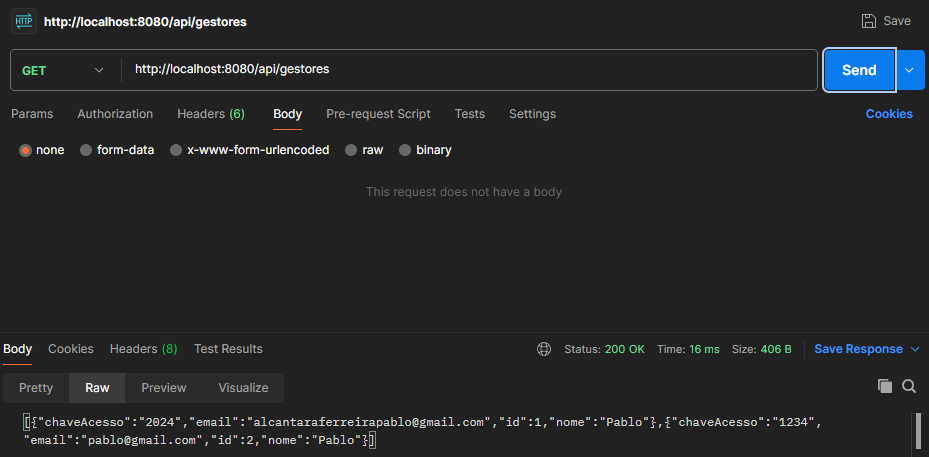 HTTP http://localhost:8080/api/gestores Save
GET http://localhost:8080/api/gestores Send
Params Authorization Headers (6) Body Pre-request Script Tests Settings Cookies
none form-data x-www-form-urlencoded raw binary
This request does not have a body
Body Cookies Headers (8) Test Results Status: 200 OK Time: 16 ms Size: 406 B Save Response
Pretty Raw Preview Visualize
[{"chaveAcesso":"2024","email":"alcantaraferreirapablo@gmail.com","id":1,"nome":"Pablo"},{"chaveAcesso":"1234",
"email":"pablo@gmail.com","id":2,"nome":"Pablo"}]